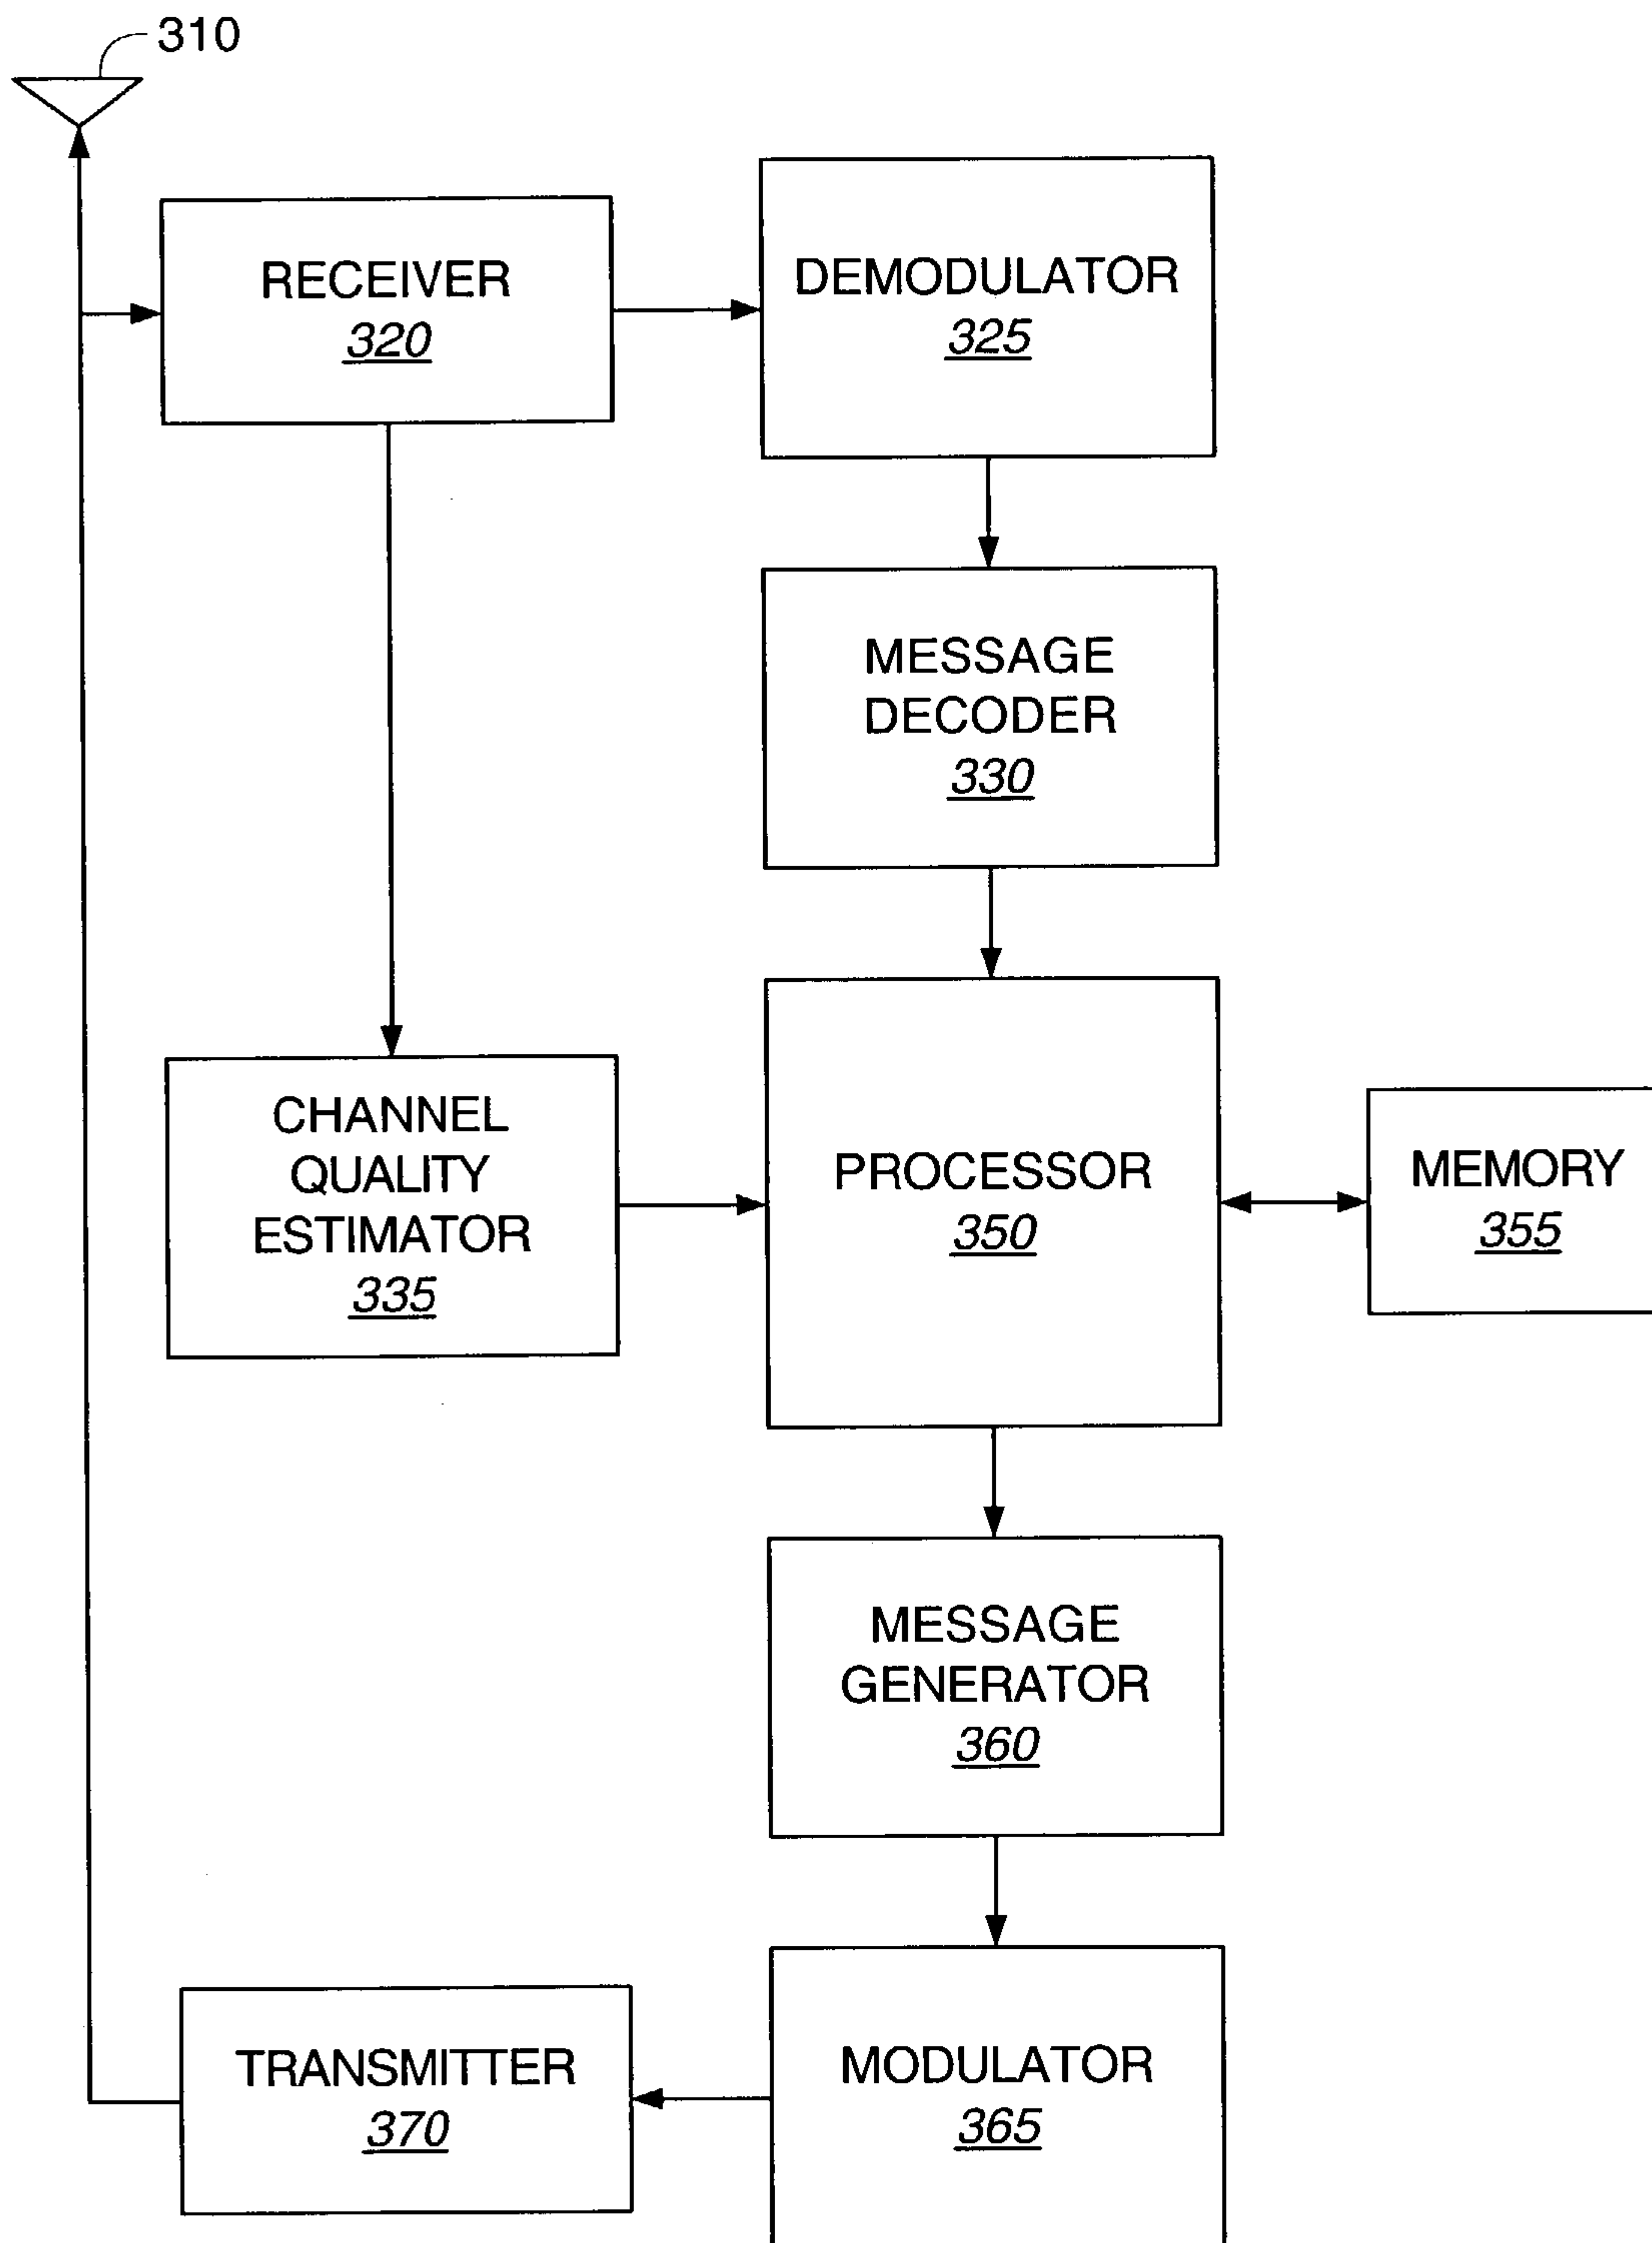 310
RECEIVER
320
DEMODULATOR
325
MESSAGE
DECODER
330
CHANNEL
QUALITY
ESTIMATOR
335
PROCESSOR
350
MEMORY
355
MESSAGE
GENERATOR
360
TRANSMITTER
370
MODULATOR
365